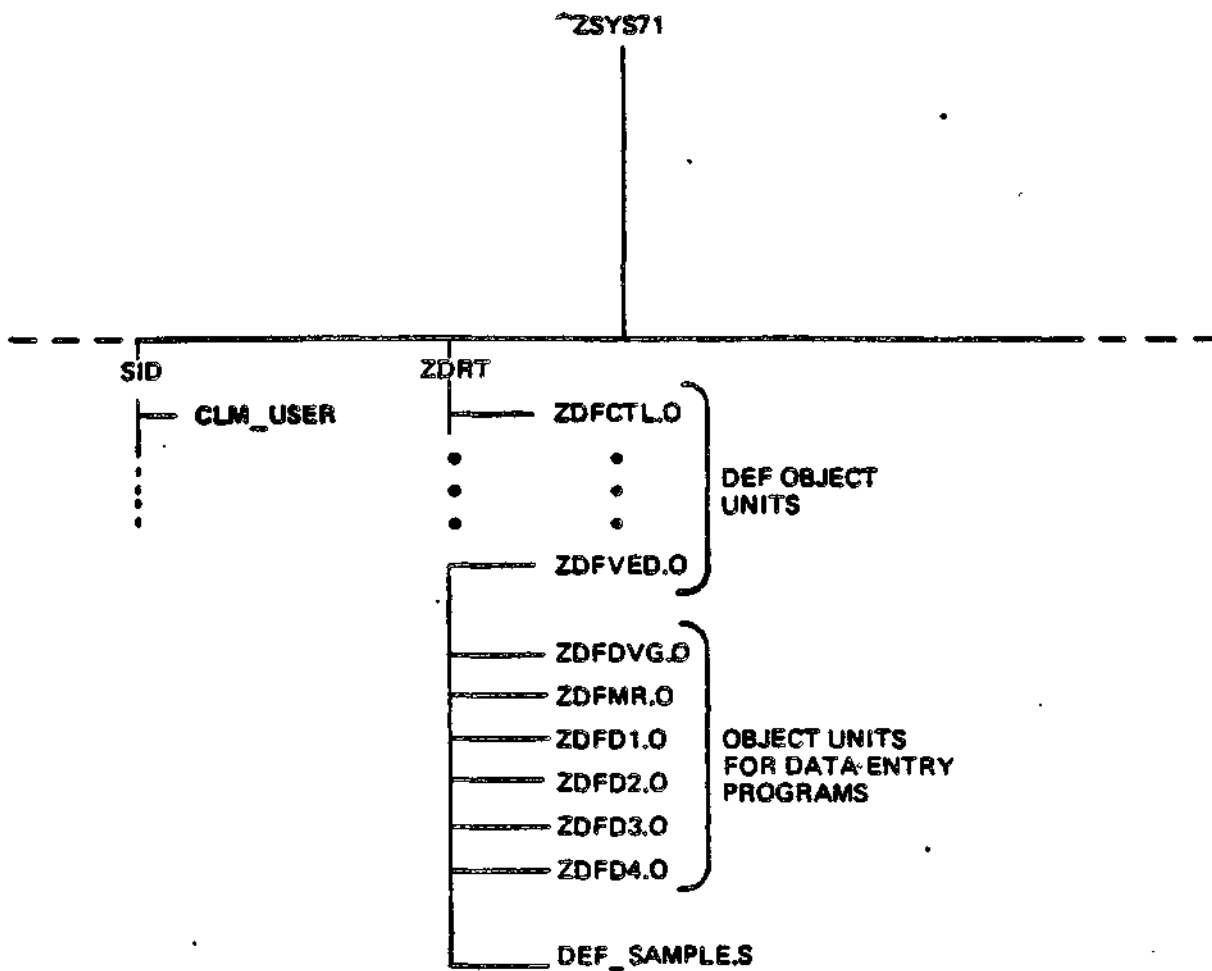 ZSYS71
SID
ZDRT
CLM_USER
ZDFCTL.O
DEF OBJECT
UNITS
ZDFVED.O
ZDFDVG.O
ZDFMR.O
ZDFD1.O
OBJECT UNITS
FOR DATA-ENTRY
PROGRAMS
ZDFD2.O
ZDFD3.O
ZDFD4.O
DEF_SAMPLE.S